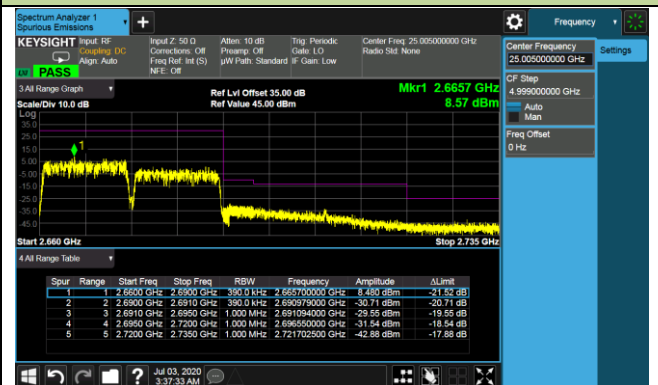 Spectrum Analyzer 1
Spurious Emissions
Frequency
KEYSIGHT
Input: RF
Coupling: DC
Align: Auto
Input Z: 50 Ω
Corrections: Off
Freq Ref: Int (S)
NFE: Off
Atten: 10 dB
Preamp: Off
µW Path: Standard
Trig: Periodic
Gate: LO
IF Gain: Low
Center Freq: 25.005000000 GHz
Radio Std: None
LW PASS
3 All Range Graph
Scale/Div 10.0 dB
Ref Lvl Offset 35.00 dB
Ref Value 45.00 dBm
Mkr1 2.6657 GHz
8.57 dBm
Log
35.0
25.0
15.0
5.00
-5.00
-15.0
-25.0
-35.0
-45.0
1
Start 2.660 GHz
Stop 2.735 GHz
4 All Range Table
Spur Range Start Freq Stop Freq RBW Frequency Amplitude ΔLimit
1 1 2.6600 GHz 2.6900 GHz 390.0 kHz 2.665700000 GHz 8.480 dBm -21.52 dB
2 2 2.6900 GHz 2.6910 GHz 390.0 kHz 2.690979000 GHz -30.71 dBm -20.71 dB
3 3 2.6910 GHz 2.6950 GHz 1.000 MHz 2.691094000 GHz -29.55 dBm -19.55 dB
4 4 2.6950 GHz 2.7200 GHz 1.000 MHz 2.696550000 GHz -31.54 dBm -18.54 dB
5 5 2.7200 GHz 2.7350 GHz 1.000 MHz 2.721702500 GHz -42.88 dBm -17.88 dB
Center Frequency
25.005000000 GHz
Settings
CF Step
4.999000000 GHz
Auto
Man
Freq Offset
0 Hz
?
Jul 03, 2020
3:37:33 AM